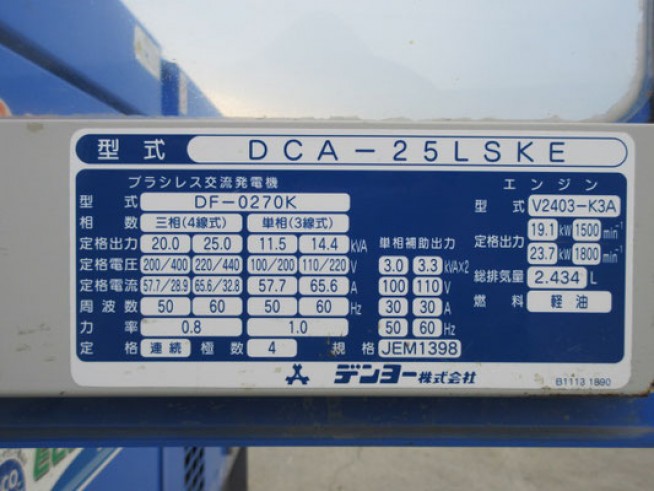 型式 DCA-25LSKE
ブラシレス交流発電機
型式 DF-0270K
相数 三相(4線式) 単相(3線式)
定格出力 20.0 25.0 11.5 14.4 kVA
定格電圧 200/400 220/440 100/200 110/220 V
定格電流 57.7/28.9 65.6/32.8 57.7 65.6 A
周波数 50 60 50 60 Hz
力率 0.8 1.0
定格 連続 極数 4 規格 JEM1398
単相補助出力
3.0 3.3 kVA×2
100 110 V
30 30 A
50 60 Hz
エンジン
型式 V2403-K3A
定格出力 19.1 kW 1500 min⁻¹
23.7 kW 1800 min⁻¹
総排気量 2.434 L
燃料 軽油
デンヨー株式会社
B1113 1890
CO.